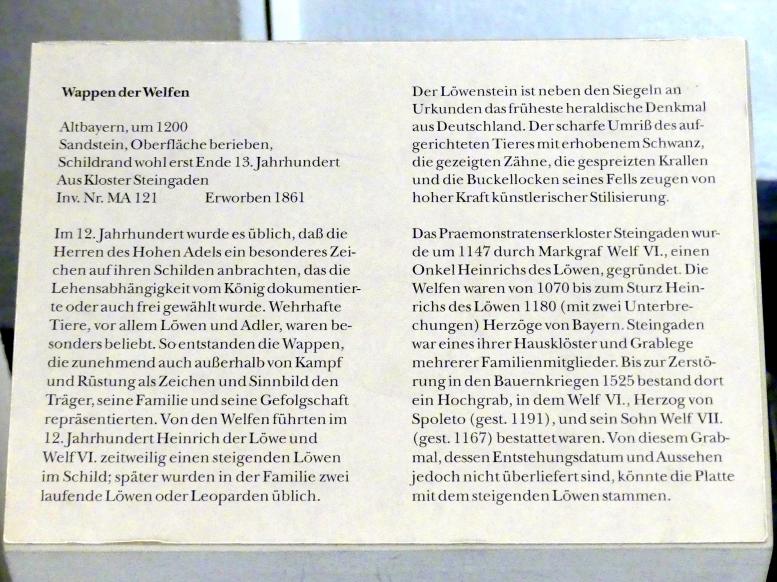 Wappen der Welfen
Altbayern, um 1200
Sandstein, Oberfläche berieben,
Schildrand wohl erst Ende 13. Jahrhundert
Aus Kloster Steingaden
Inv. Nr. MA 121 Erworben 1861
Im 12. Jahrhundert wurde es üblich, daß die
Herren des Hohen Adels ein besonderes Zei-
chen auf ihren Schilden anbrachten, das die
Lehensabhängigkeit vom König dokumentier-
te oder auch frei gewählt wurde. Wehrhafte
Tiere, vor allem Löwen und Adler, waren be-
sonders beliebt. So entstanden die Wappen,
die zunehmend auch außerhalb von Kampf
und Rüstung als Zeichen und Sinnbild den
Träger, seine Familie und seine Gefolgschaft
repräsentierten. Von den Welfen führten im
12. Jahrhundert Heinrich der Löwe und
Welf VI. zeitweilig einen steigenden Löwen
im Schild; später wurden in der Familie zwei
laufende Löwen oder Leoparden üblich.
Der Löwenstein ist neben den Siegeln an
Urkunden das früheste heraldische Denkmal
aus Deutschland. Der scharfe Umriß des auf-
gerichteten Tieres mit erhobenem Schwanz,
die gezeigten Zähne, die gespreizten Krallen
und die Buckellocken seines Fells zeugen von
hoher Kraft künstlerischer Stilisierung.
Das Praemonstratenserkloster Steingaden wur-
de um 1147 durch Markgraf Welf VI., einen
Onkel Heinrichs des Löwen, gegründet. Die
Welfen waren von 1070 bis zum Sturz Hein-
richs des Löwen 1180 (mit zwei Unterbre-
chungen) Herzöge von Bayern. Steingaden
war eines ihrer Hausklöster und Grablege
mehrerer Familienmitglieder. Bis zur Zerstö-
rung in den Bauernkriegen 1525 bestand dort
ein Hochgrab, in dem Welf VI., Herzog von
Spoleto (gest. 1191), und sein Sohn Welf VII.
(gest. 1167) bestattet waren. Von diesem Grab-
mal, dessen Entstehungsdatum und Aussehen
jedoch nicht überliefert sind, könnte die Platte
mit dem steigenden Löwen stammen.